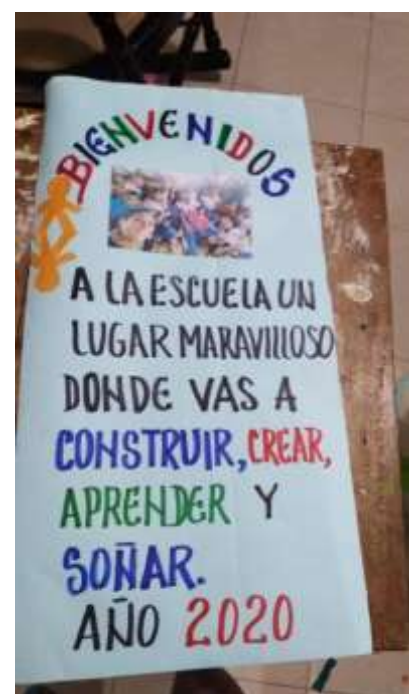 BIENVENIDOS
A LA ESCUELA UN
LUGAR MARAVILLOSO
DONDE VAS A
CONSTRUIR, CREAR,
APRENDER Y
SOÑAR.
AÑO 2020